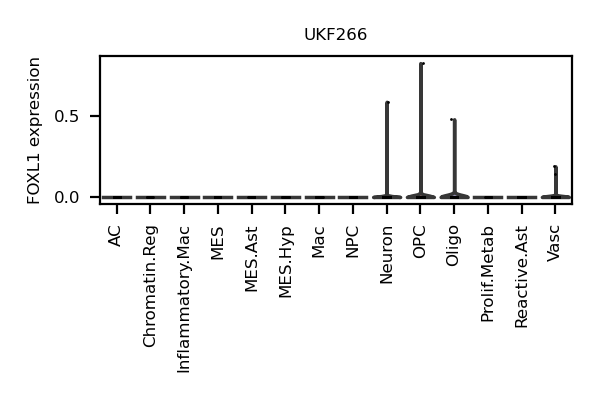 UKF266
FOXL1 expression
0.5
0.0
AC
Chromatin.Reg
Inflammatory.Mac
MES
MES.Ast
MES.Hyp
Mac
NPC
Neuron
OPC
Oligo
Prolif.Metab
Reactive.Ast
Vasc